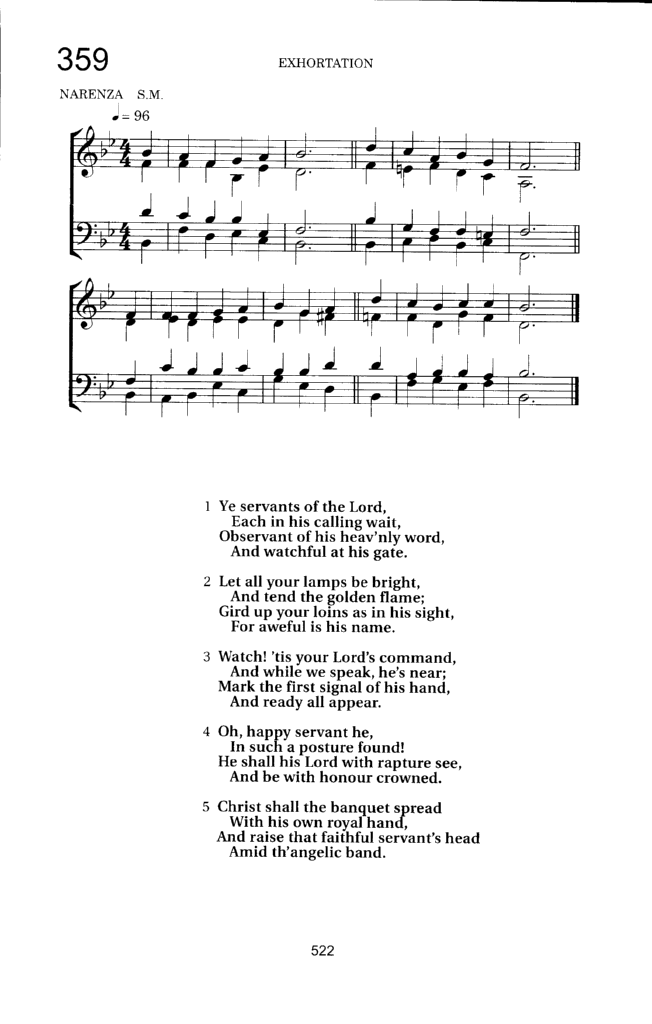 359
EXHORTATION
NARENZA S.M.
♩= 96
1 Ye servants of the Lord,
Each in his calling wait,
Observant of his heav'nly word,
And watchful at his gate.
2 Let all your lamps be bright,
And tend the golden flame;
Gird up your loins as in his sight,
For aweful is his name.
3 Watch! 'tis your Lord's command,
And while we speak, he's near;
Mark the first signal of his hand,
And ready all appear.
4 Oh, happy servant he,
In such a posture found!
He shall his Lord with rapture see,
And be with honour crowned.
5 Christ shall the banquet spread
With his own royal hand,
And raise that faithful servant's head
Amid th'angelic band.
522